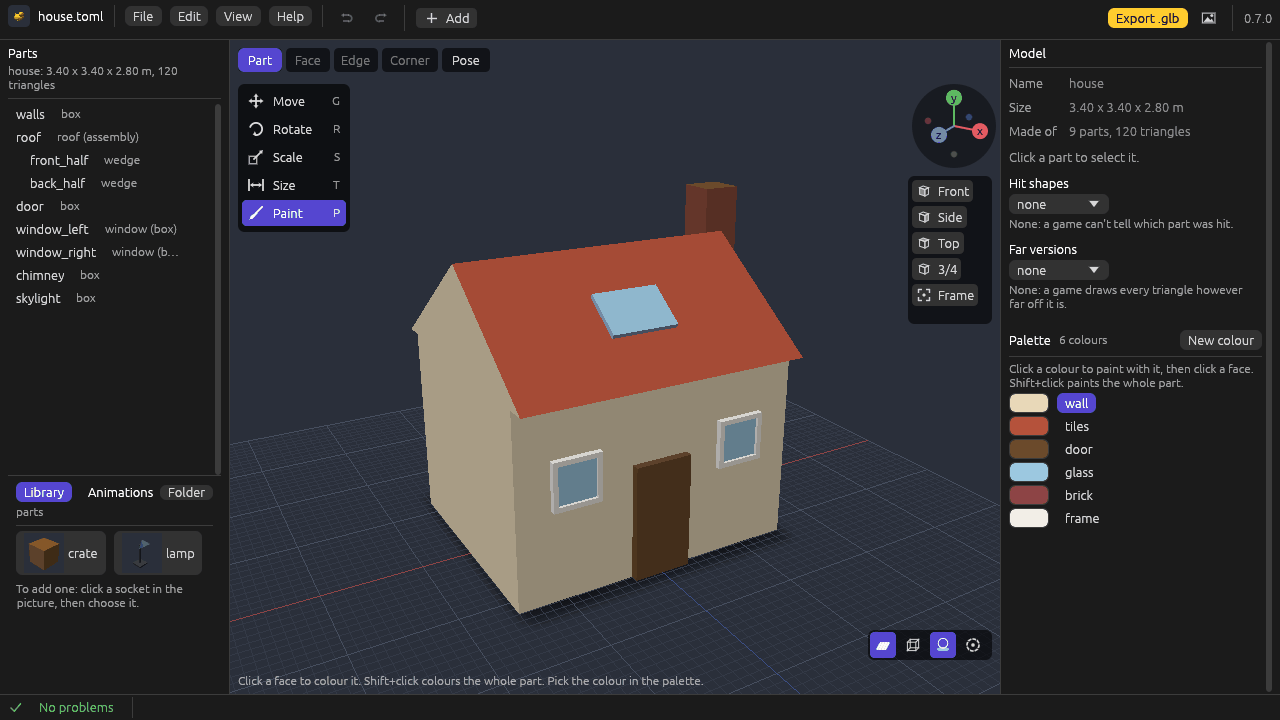 house.toml
File
Edit
View
Help
Add
Export .glb
0.7.0
Parts
house: 3.40 x 3.40 x 2.80 m, 120
triangles
walls box
roof roof (assembly)
front_half wedge
back_half wedge
door box
window_left window (box)
window_right window (b...
chimney box
skylight box
Library
Animations
Folder
parts
crate
lamp
To add one: click a socket in the
picture, then choose it.
Part
Face
Edge
Corner
Pose
Move G
Rotate R
Scale S
Size T
Paint P
y
x
z
Front
Side
Top
3/4
Frame
Click a face to colour it. Shift+click colours the whole part. Pick the colour in the palette.
Model
Name house
Size 3.40 x 3.40 x 2.80 m
Made of 9 parts, 120 triangles
Click a part to select it.
Hit shapes
none
None: a game can't tell which part was hit.
Far versions
none
None: a game draws every triangle however
far off it is.
Palette 6 colours
New colour
Click a colour to paint with it, then click a face.
Shift+click paints the whole part.
wall
tiles
door
glass
brick
frame
No problems